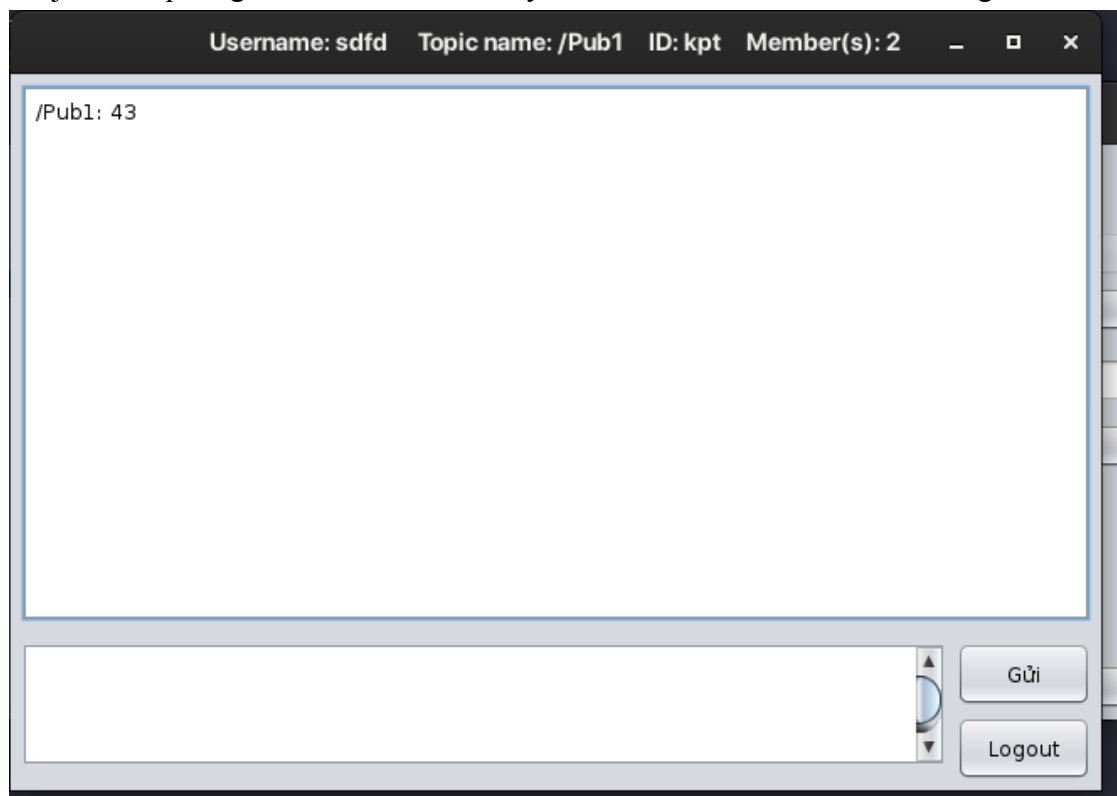 Username: sdfd Topic name: /Pub1 ID: kpt Member(s): 2
/Pub1: 43
Gửi
Logout